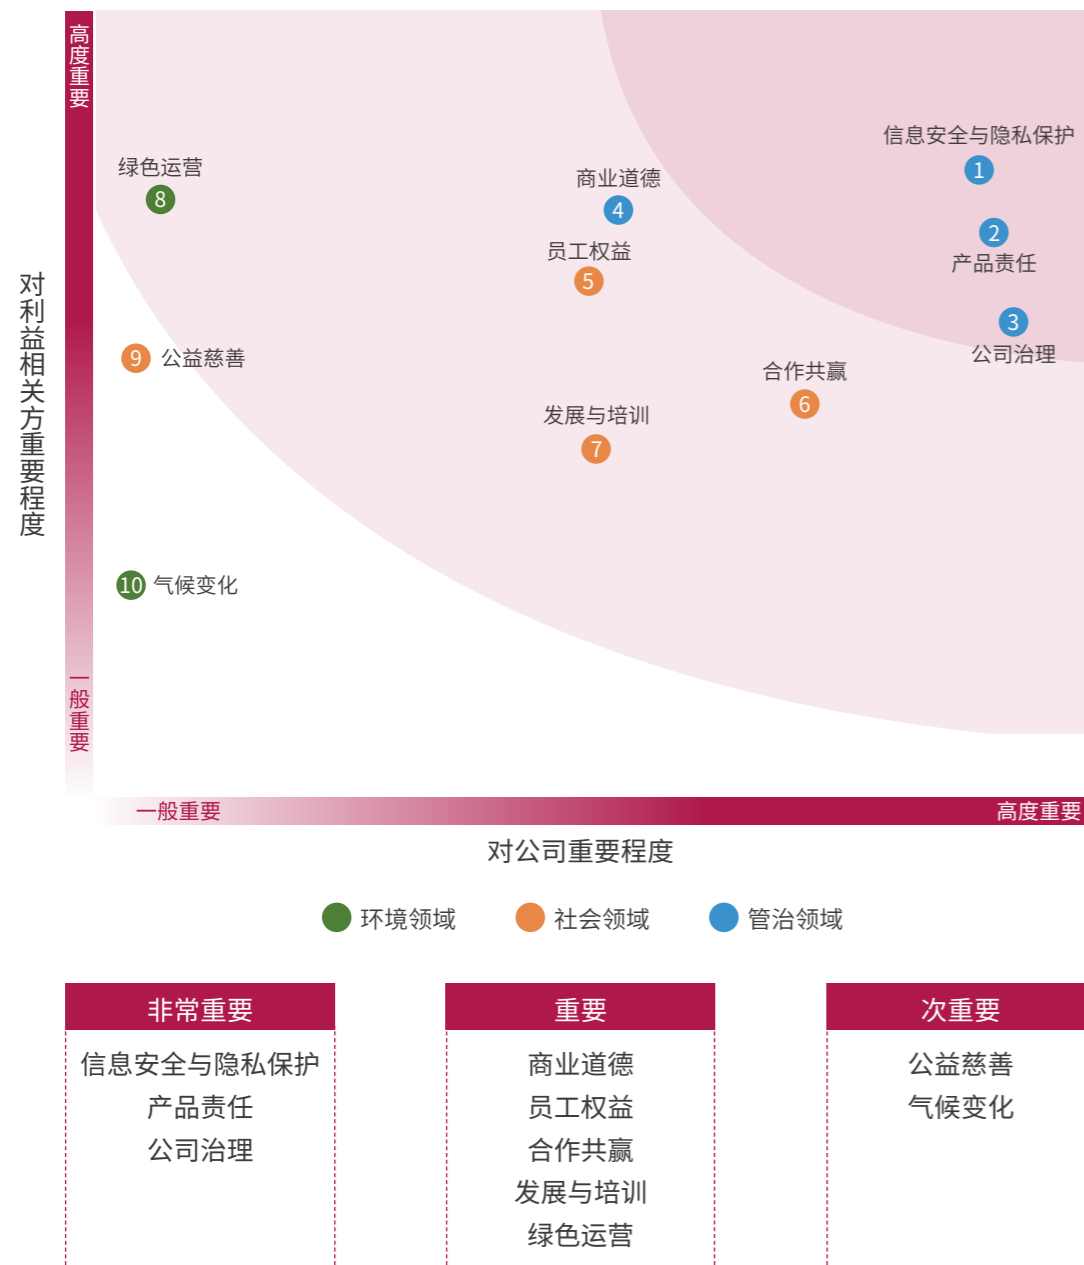 高度重要
信息安全与隐私保护
1
绿色运营
8
商业道德
4
2
产品责任
员工权益
5
对利益相关方重要程度
3
公司治理
9 公益慈善
合作共赢
6
发展与培训
7
10 气候变化
一般重要
一般重要
高度重要
对公司重要程度
环境领域
社会领域
管治领域
非常重要
信息安全与隐私保护
产品责任
公司治理
重要
商业道德
员工权益
合作共赢
发展与培训
绿色运营
次重要
公益慈善
气候变化